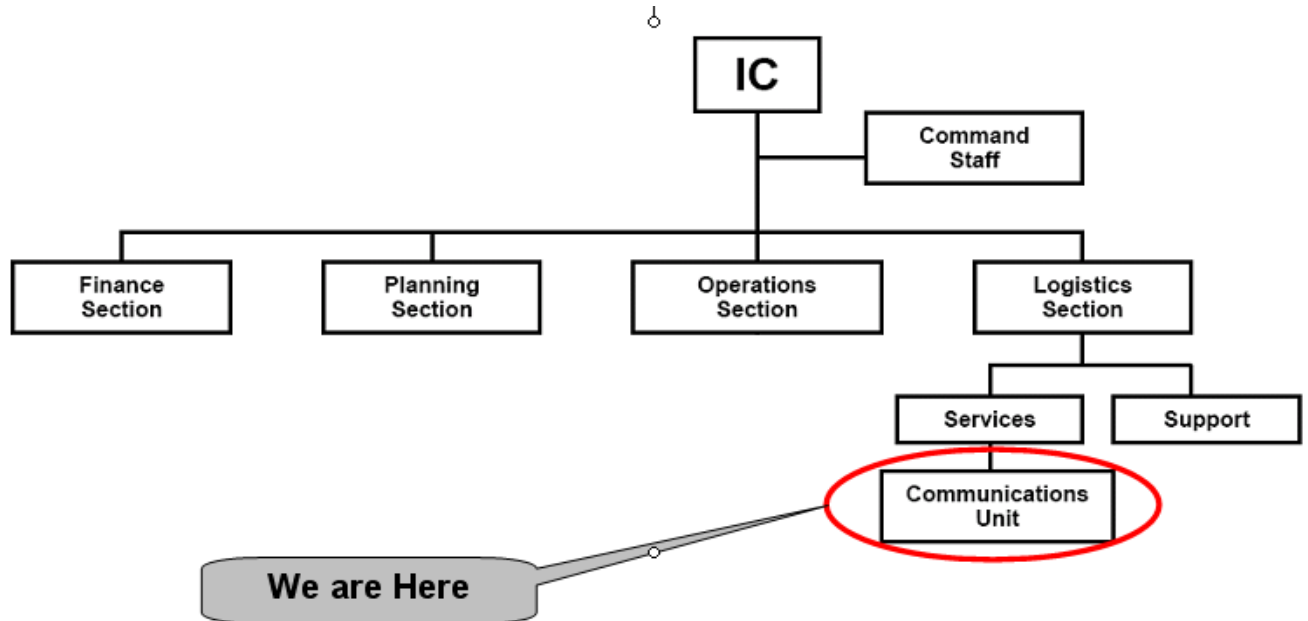 IC
Command
Staff
Finance
Section
Planning
Section
Operations
Section
Logistics
Section
Services
Support
Communications
Unit
We are Here